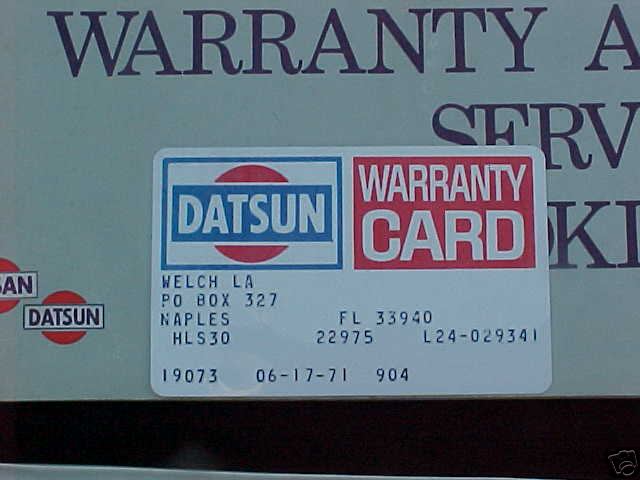 WARRANTY A
SERV
OKL
DATSUN
WARRANTY
CARD
WELCH LA
PO BOX 327
NAPLES FL 33940
HLS30 22975 L24-029341
19073 06-17-71 904
SAN
DATSUN